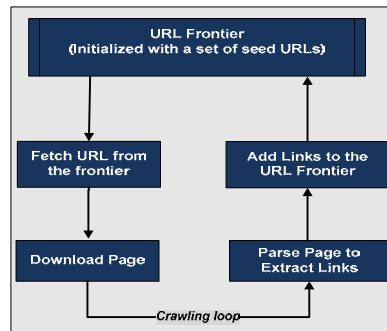 URL Frontier
(Initialized with a set of seed URLs)
Fetch URL from
the frontier
Add Links to the
URL Frontier
Download Page
Parse Page to
Extract Links
Crawling loop